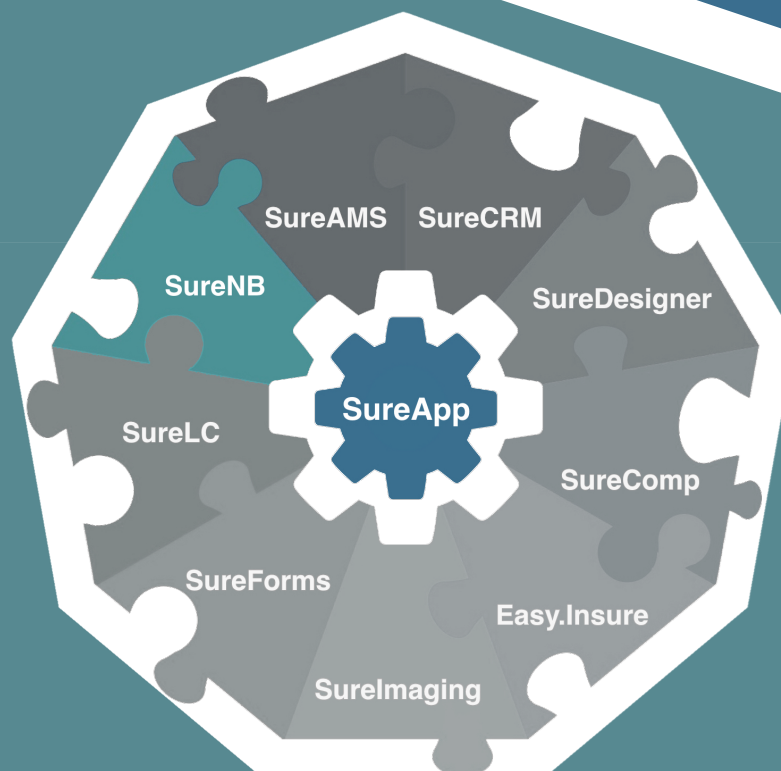 SureAMS
SureCRM
SureNB
SureDesigner
SureApp
SureLC
SureComp
SureForms
Easy.Insure
SureImaging